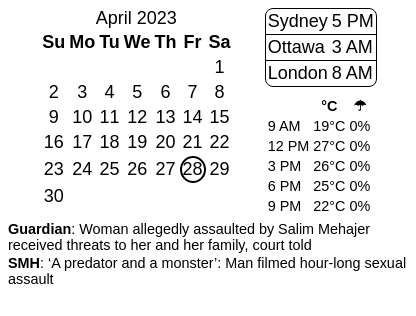 April 2023
Su Mo Tu We Th Fr Sa
1
2 3 4 5 6 7 8
9 10 11 12 13 14 15
16 17 18 19 20 21 22
23 24 25 26 27 28 29
30
Sydney 5 PM
Ottawa 3 AM
London 8 AM
°C ☂
9 AM 19°C 0%
12 PM 27°C 0%
3 PM 26°C 0%
6 PM 25°C 0%
9 PM 22°C 0%
Guardian: Woman allegedly assaulted by Salim Mehajer
received threats to her and her family, court told
SMH: ‘A predator and a monster’: Man filmed hour-long sexual
assault